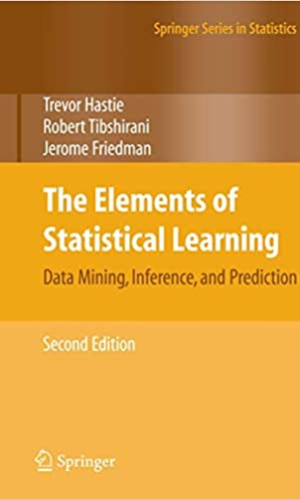 Springer Series in Statistics
Trevor Hastie
Robert Tibshirani
Jerome Friedman
The Elements of
Statistical Learning
Data Mining, Inference, and Prediction
Second Edition
Springer